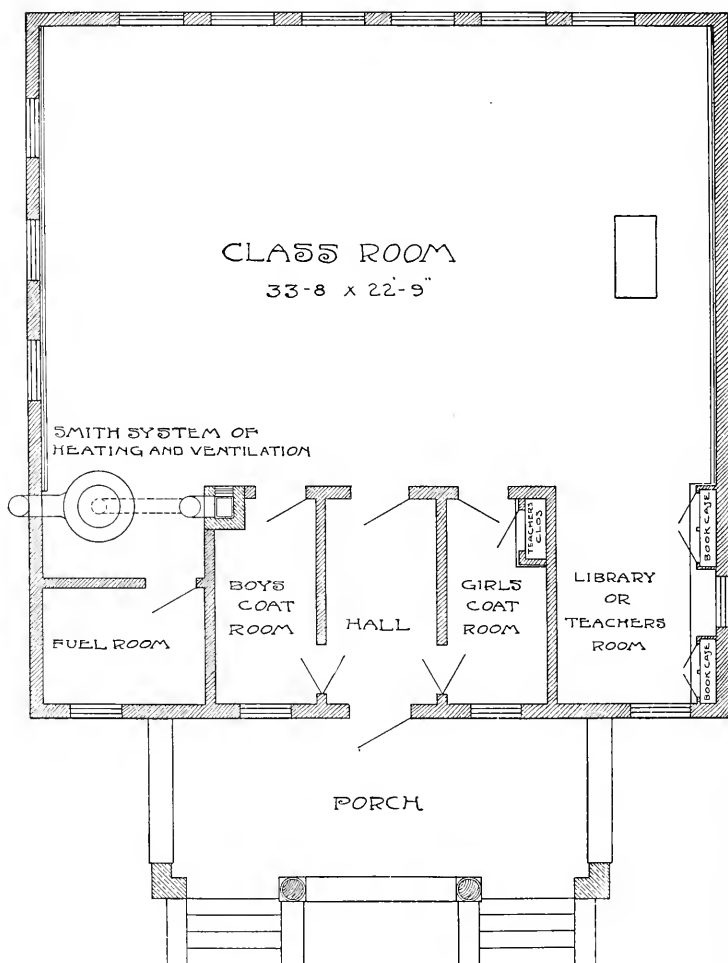 CLASS ROOM
33-8 x 22'-9"
SMITH SYSTEM OF
HEATING AND VENTILATION
TEACHERS
CLOS.
BOOK CASE
BOYS
COAT
ROOM
HALL
GIRLS
COAT
ROOM
LIBRARY
OR
TEACHERS
ROOM
FUEL ROOM
BOOK CASE
PORCH